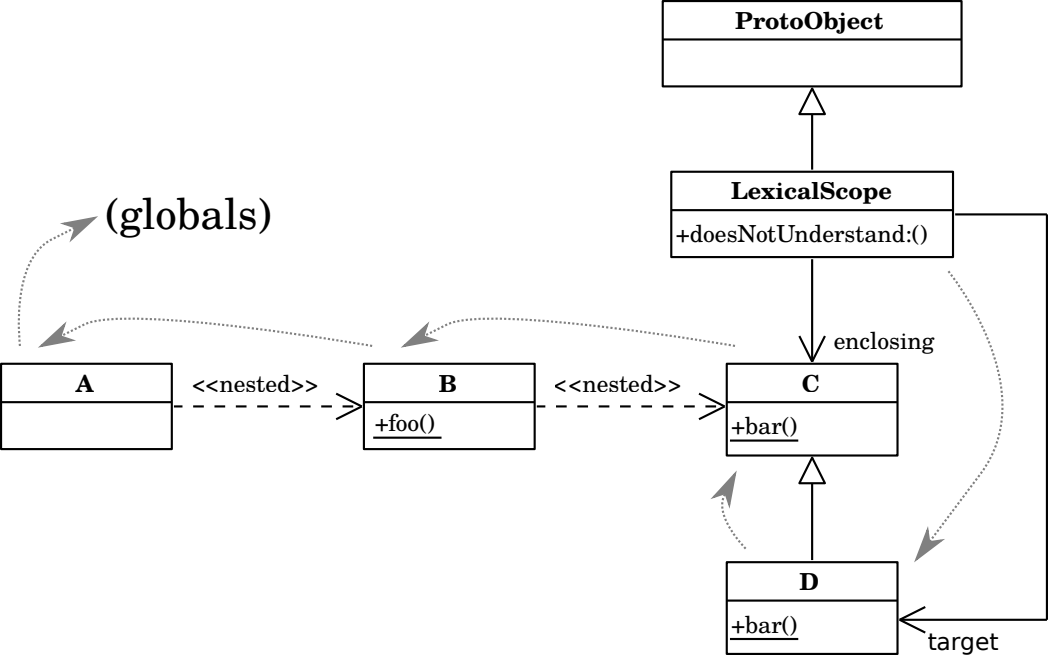 ProtoObject
LexicalScope
+doesNotUnderstand:()
(globals)
enclosing
A
<<nested>>
B
+foo()
<<nested>>
C
+bar()
D
+bar()
target